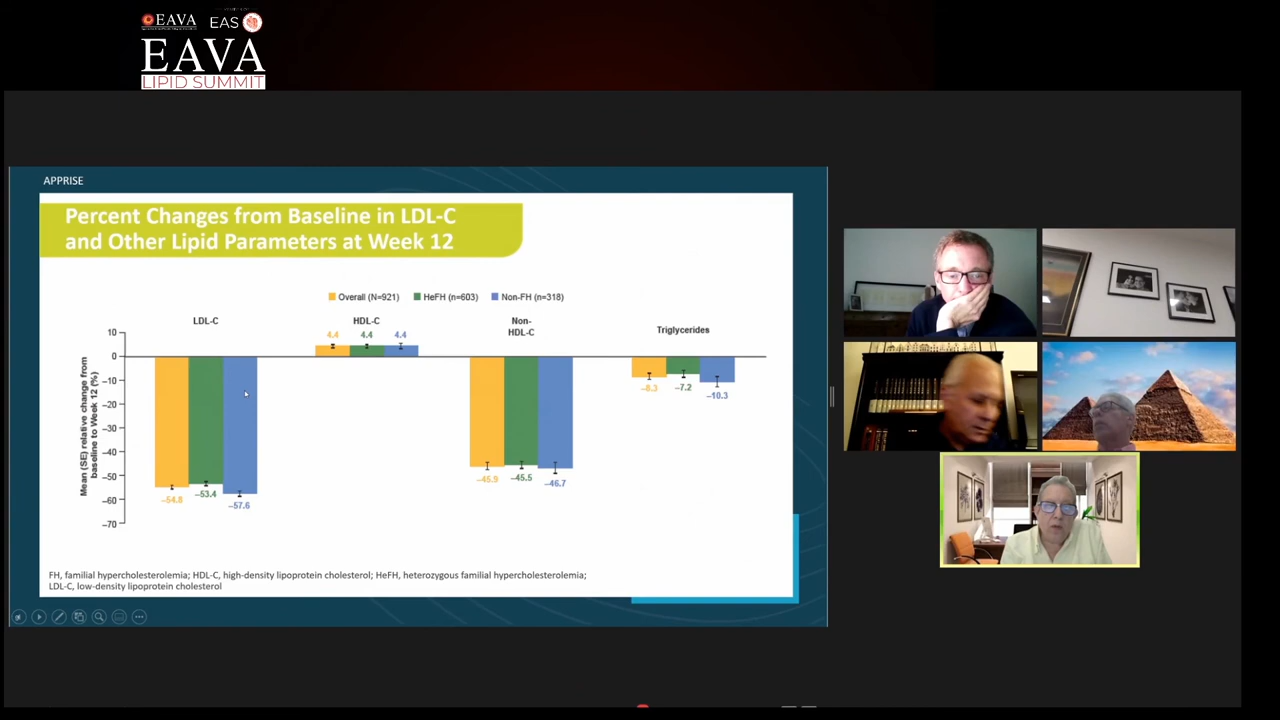 EAVA
EAS
EAVA
LIPID SUMMIT
APPRISE
Percent Changes from Baseline in LDL-C
and Other Lipid Parameters at Week 12
Overall (N=921) HeFH (n=603) Non-FH (n=318)
LDL-C
HDL-C
Non-
HDL-C
Triglycerides
Mean (SE) relative change from
baseline to Week 12 (%)
10
0
–10
–20
–30
–40
–50
–60
–70
–54.8
–53.4
–57.6
4.4
4.4
4.4
–45.9
–45.5
–46.7
–8.3
–7.2
–10.3
FH, familial hypercholesterolemia; HDL-C, high-density lipoprotein cholesterol; HeFH, heterozygous familial hypercholesterolemia;
LDL-C, low-density lipoprotein cholesterol